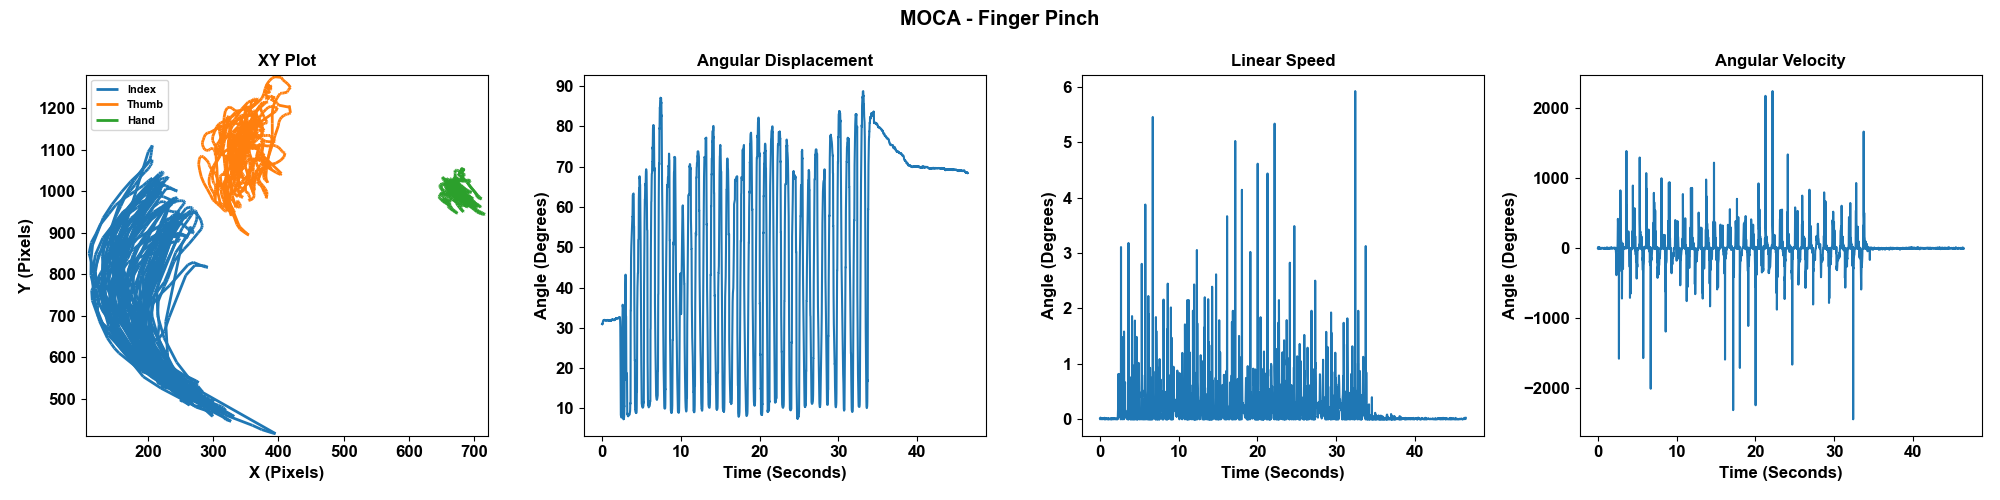 MOCA - Finger Pinch
XY Plot
Index
Thumb
Hand
1200
1100
1000
900
800
700
600
500
Y (Pixels)
200 300 400 500 600 700
X (Pixels)
Angular Displacement
90
80
70
60
50
40
30
20
10
Angle (Degrees)
0 10 20 30 40
Time (Seconds)
Linear Speed
6
5
4
3
2
1
0
Angle (Degrees)
0 10 20 30 40
Time (Seconds)
Angular Velocity
2000
1000
0
−1000
−2000
Angle (Degrees)
0 10 20 30 40
Time (Seconds)